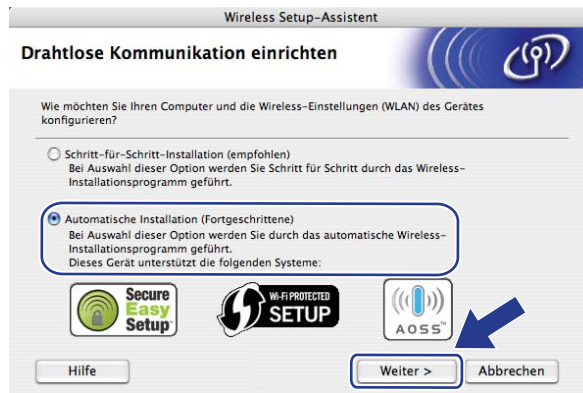 Wireless Setup-Assistent
Drahtlose Kommunikation einrichten
Wie möchten Sie Ihren Computer und die Wireless-Einstellungen (WLAN) des Gerätes
konfigurieren?
Schritt-für-Schritt-Installation (empfohlen)
Bei Auswahl dieser Option werden Sie Schritt für Schritt durch das Wireless-
Installationsprogramm geführt.
Automatische Installation (Fortgeschrittene)
Bei Auswahl dieser Option werden Sie durch das automatische Wireless-
Installationsprogramm geführt.
Dieses Gerät unterstützt die folgenden Systeme:
Secure
Easy
Setup™
Wi-Fi PROTECTED
SETUP
AOSS™
Hilfe
Weiter >
Abbrechen